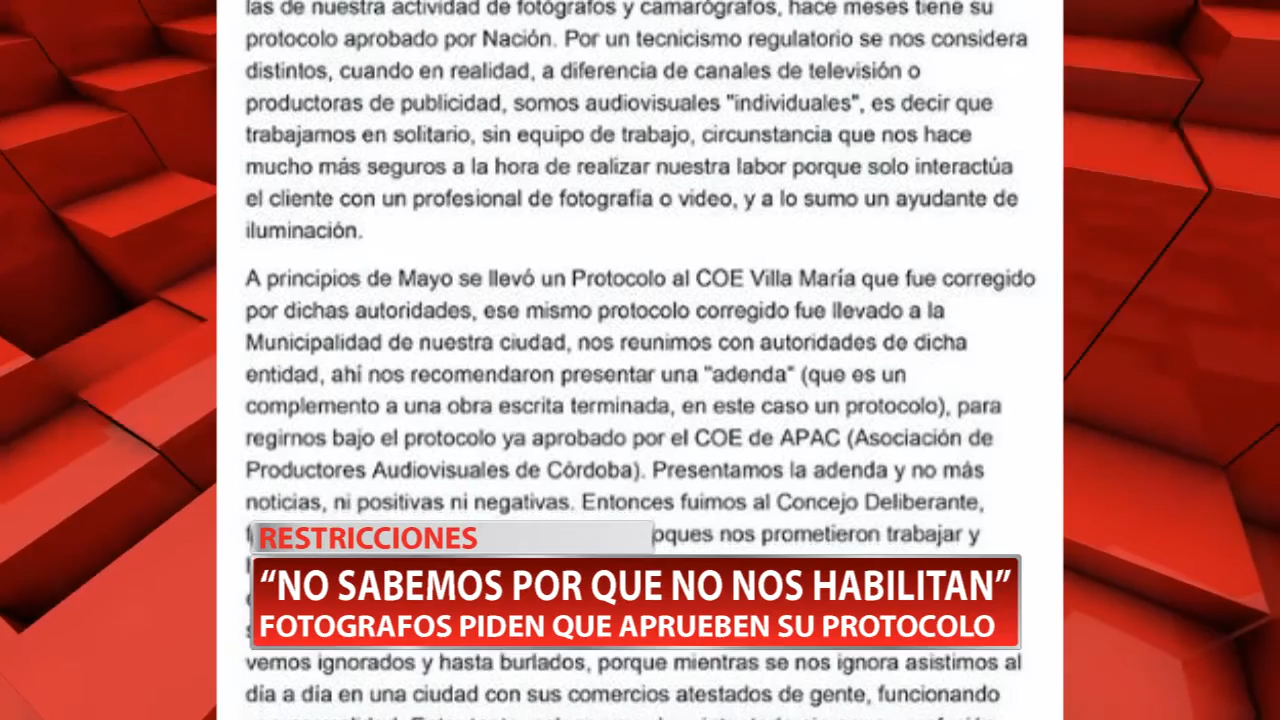 las de nuestra actividad de fotógrafos y camarógrafos, hace meses tiene su
protocolo aprobado por Nación. Por un tecnicismo regulatorio se nos considera
distintos, cuando en realidad, a diferencia de canales de televisión o
productoras de publicidad, somos audiovisuales "individuales", es decir que
trabajamos en solitario, sin equipo de trabajo, circunstancia que nos hace
mucho más seguros a la hora de realizar nuestra labor porque solo interactúa
el cliente con un profesional de fotografía o video, y a lo sumo un ayudante de
iluminación.
A principios de Mayo se llevó un Protocolo al COE Villa María que fue corregido
por dichas autoridades, ese mismo protocolo corregido fue llevado a la
Municipalidad de nuestra ciudad, nos reunimos con autoridades de dicha
entidad, ahí nos recomendaron presentar una "adenda" (que es un
complemento a una obra escrita terminada, en este caso un protocolo), para
regirnos bajo el protocolo ya aprobado por el COE de APAC (Asociación de
Productores Audiovisuales de Córdoba). Presentamos la adenda y no más
noticias, ni positivas ni negativas. Entonces fuimos al Concejo Deliberante,
nos prometieron trabajar y
RESTRICCIONES
“NO SABEMOS POR QUE NO NOS HABILITAN”
FOTOGRAFOS PIDEN QUE APRUEBEN SU PROTOCOLO
vemos ignorados y hasta burlados, porque mientras se nos ignora asistimos al
día a día en una ciudad con sus comercios atestados de gente, funcionando